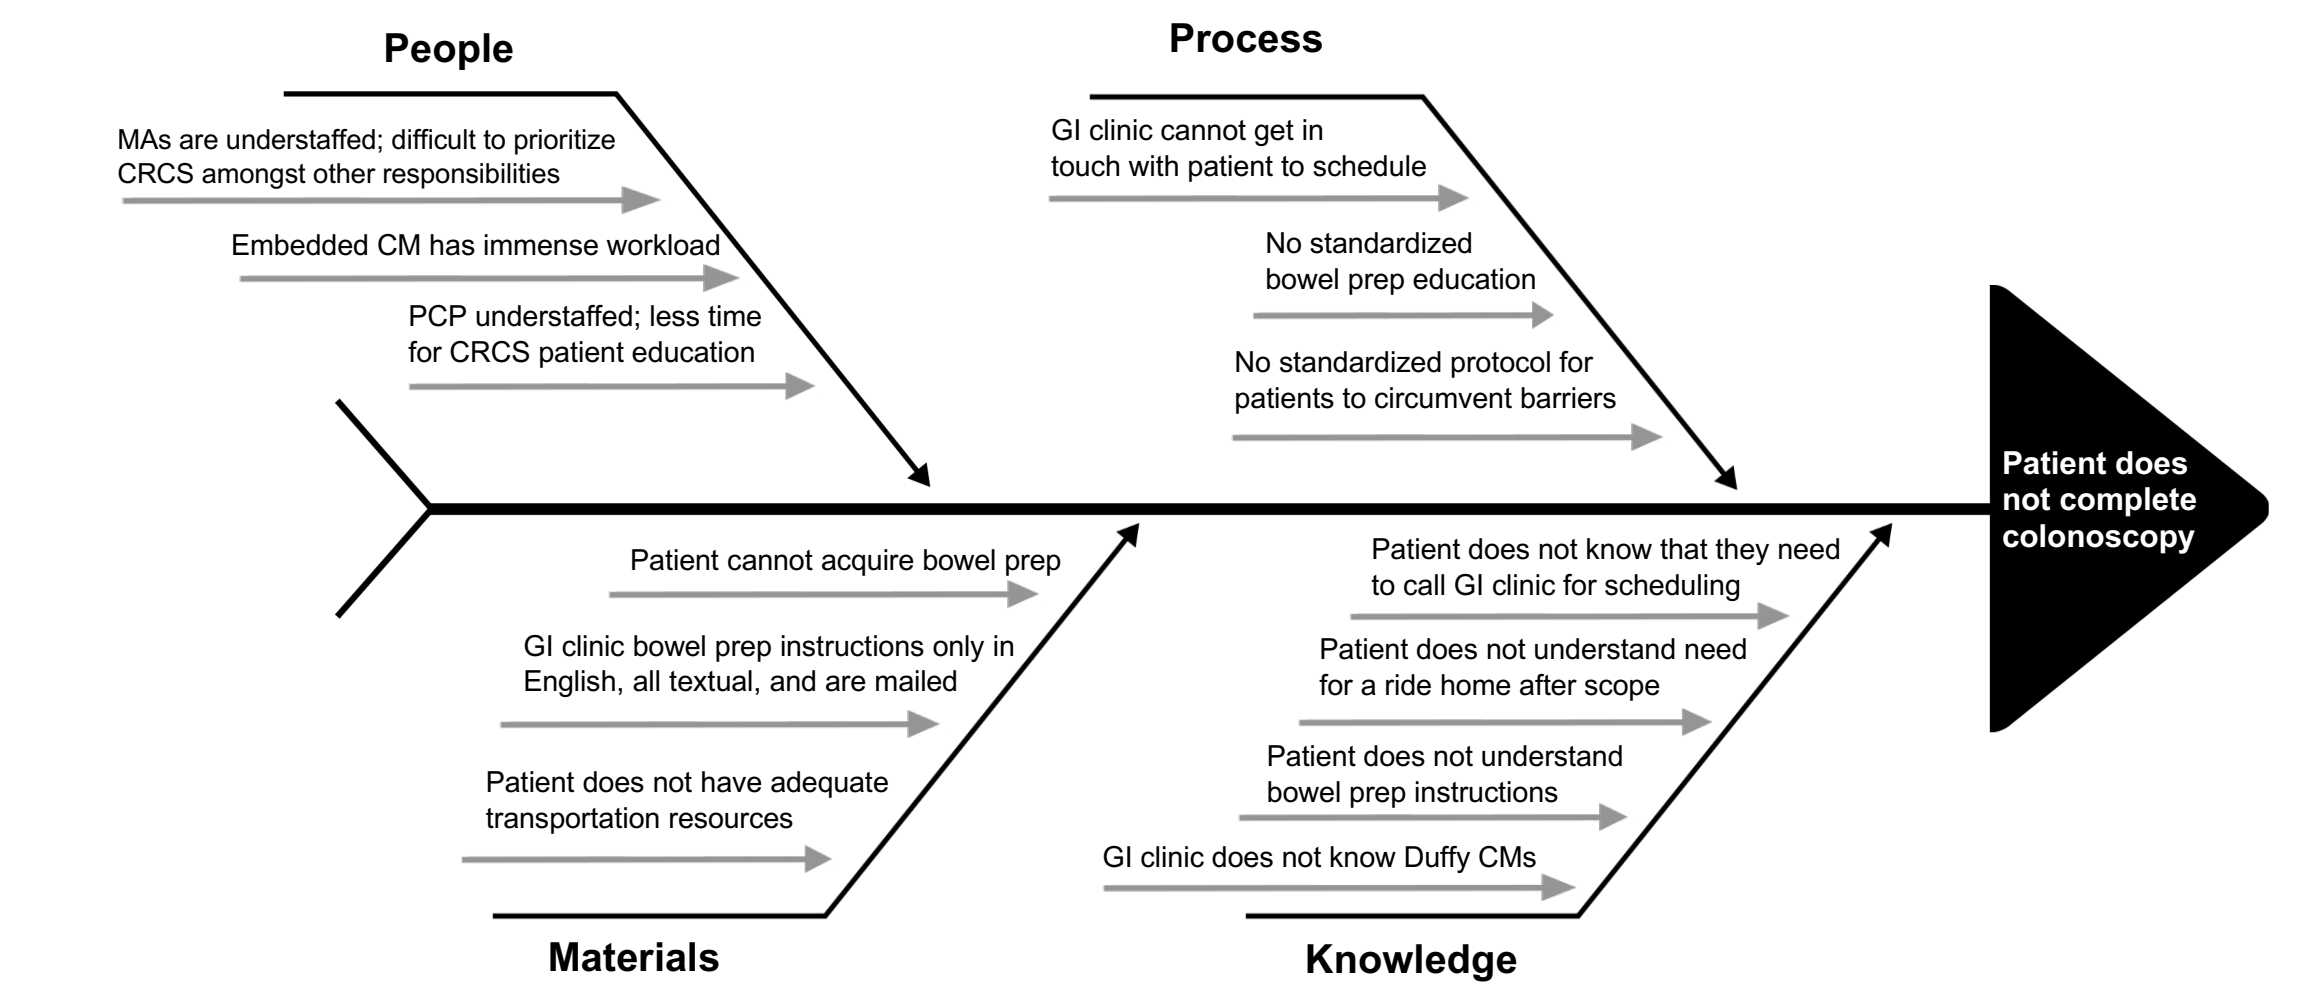 People
MAs are understaffed; difficult to prioritize
CRCS amongst other responsibilities
Embedded CM has immense workload
PCP understaffed; less time
for CRCS patient education
Process
GI clinic cannot get in
touch with patient to schedule
No standardized
bowel prep education
No standardized protocol for
patients to circumvent barriers
Patient does
not complete
colonoscopy
Patient cannot acquire bowel prep
GI clinic bowel prep instructions only in
English, all textual, and are mailed
Patient does not have adequate
transportation resources
Materials
Patient does not know that they need
to call GI clinic for scheduling
Patient does not understand need
for a ride home after scope
Patient does not understand
bowel prep instructions
GI clinic does not know Duffy CMs
Knowledge